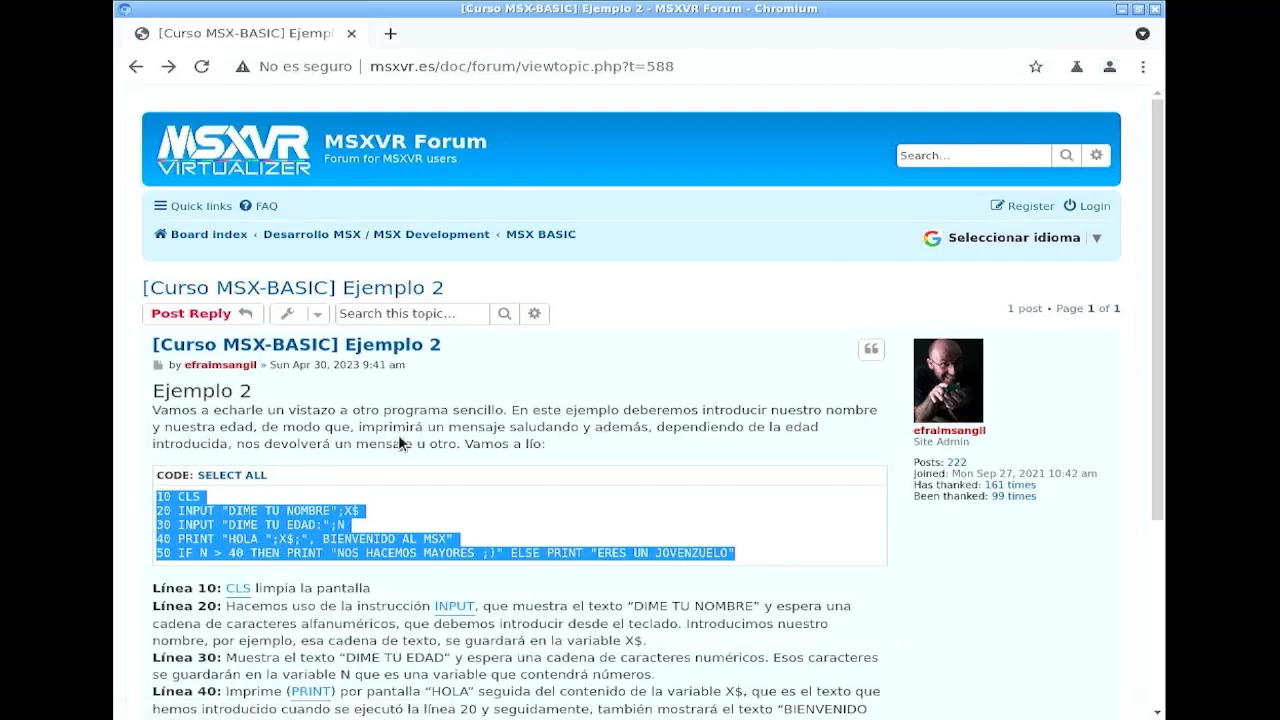 [Curso MSX-BASIC] Ejemplo 2 - MSXVR Forum - Chromium
[Curso MSX-BASIC] Ejempl
No es seguro msxvr.es/doc/forum/viewtopic.php?t=588
MSXVR
VIRTUALIZER
MSXVR Forum
Forum for MSXVR users
Search...
Quick links FAQ
Register Login
Board index ‹ Desarrollo MSX / MSX Development ‹ MSX BASIC
Seleccionar idioma ▼
[Curso MSX-BASIC] Ejemplo 2
Post Reply
Search this topic...
1 post • Page 1 of 1
[Curso MSX-BASIC] Ejemplo 2
by efraimsangil » Sun Apr 30, 2023 9:41 am
Ejemplo 2
Vamos a echarle un vistazo a otro programa sencillo. En este ejemplo deberemos introducir nuestro nombre
y nuestra edad, de modo que, imprimirá un mensaje saludando y además, dependiendo de la edad
introducida, nos devolverá un mensaje u otro. Vamos a lío:
CODE: SELECT ALL
10 CLS
20 INPUT "DIME TU NOMBRE";X$
30 INPUT "DIME TU EDAD:";N
40 PRINT "HOLA ";X$;", BIENVENIDO AL MSX"
50 IF N > 40 THEN PRINT "NOS HACEMOS MAYORES ;)" ELSE PRINT "ERES UN JOVENZUELO"
Línea 10: CLS limpia la pantalla
Línea 20: Hacemos uso de la instrucción INPUT, que muestra el texto “DIME TU NOMBRE” y espera una
cadena de caracteres alfanuméricos, que debemos introducir desde el teclado. Introducimos nuestro
nombre, por ejemplo, esa cadena de texto, se guardará en la variable X$.
Línea 30: Muestra el texto “DIME TU EDAD” y espera una cadena de caracteres numéricos. Esos caracteres
se guardarán en la variable N que es una variable que contendrá números.
Línea 40: Imprime (PRINT) por pantalla “HOLA” seguida del contenido de la variable X$, que es el texto que
hemos introducido cuando se ejecutó la línea 20 y seguidamente, también mostrará el texto “BIENVENIDO
efraimsangil
Site Admin
Posts: 222
Joined: Mon Sep 27, 2021 10:42 am
Has thanked: 161 times
Been thanked: 99 times